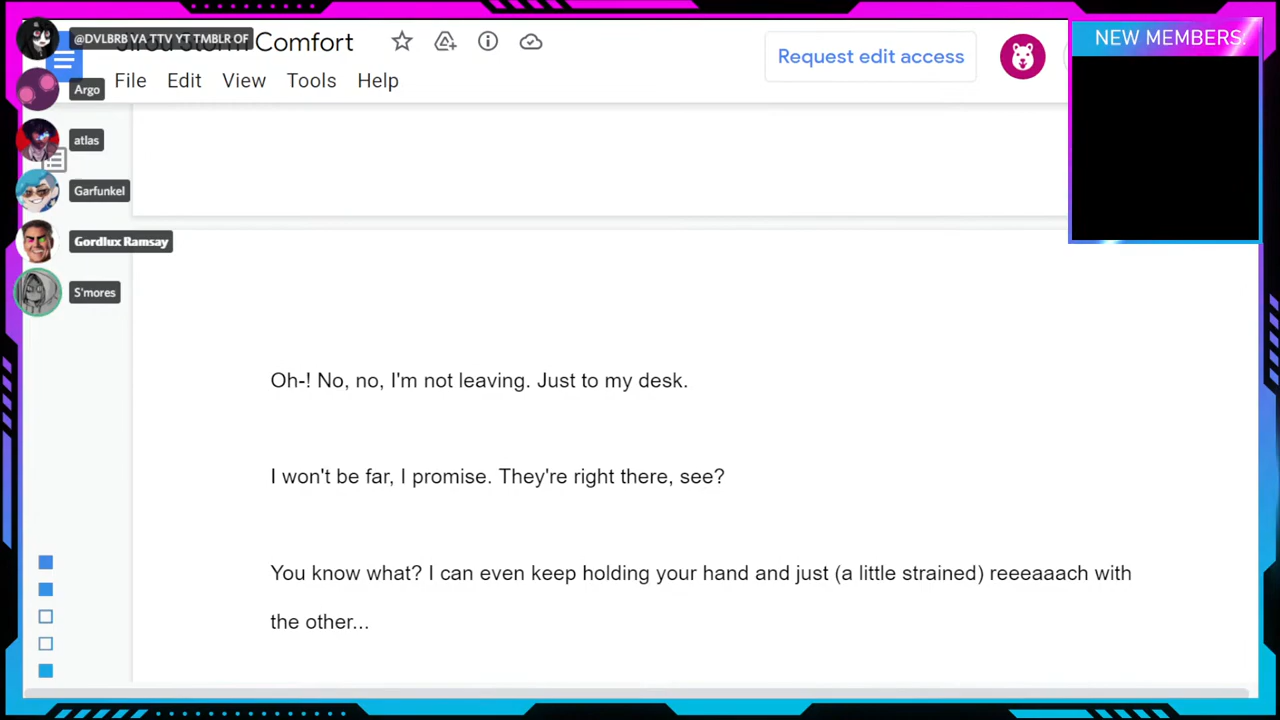 @DVLBRB VA TTV YT TMBLR OF
Comfort
NEW MEMBERS:
Request edit access
File Edit View Tools Help
Argo
atlas
Garfunkel
Gordlux Ramsay
S'mores
Oh-! No, no, I'm not leaving. Just to my desk.
I won't be far, I promise. They're right there, see?
You know what? I can even keep holding your hand and just (a little strained) reeeaaach with
the other...